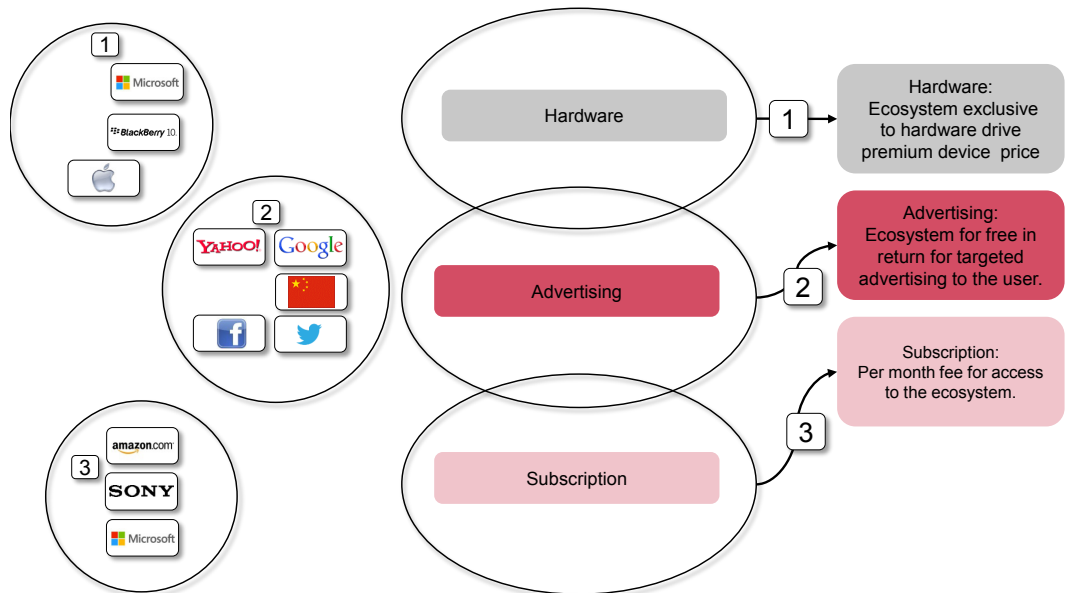 1
Microsoft
BlackBerry 10.
2
YAHOO!
Google
f
3
amazon.com
SONY
Microsoft
Hardware
Advertising
Subscription
1
2
3
Hardware:
Ecosystem exclusive
to hardware drive
premium device price
Advertising:
Ecosystem for free in
return for targeted
advertising to the user.
Subscription:
Per month fee for access
to the ecosystem.